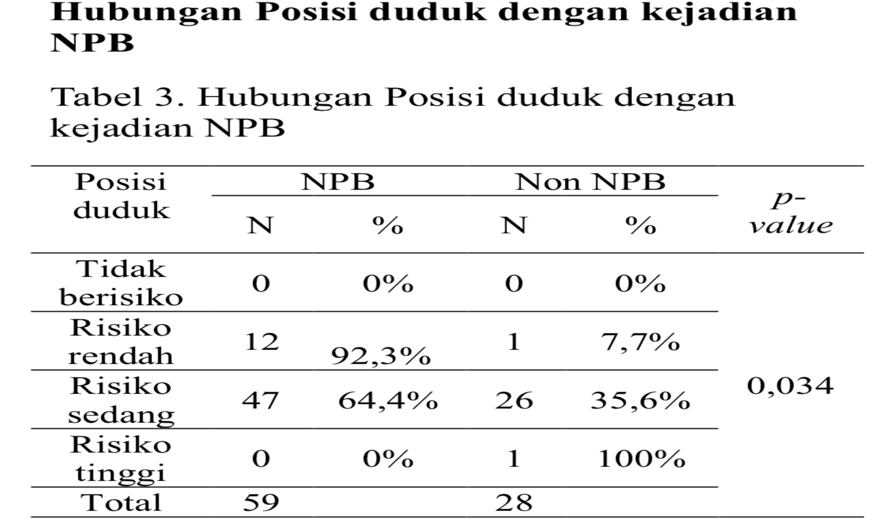 Hubungan Posisi duduk dengan kejadian
NPB
Tabel 3. Hubungan Posisi duduk dengan
kejadian NPB
Posisi duduk NPB Non NPB p-value
N % N %
Tidak berisiko 0 0% 0 0%
Risiko rendah 12 92,3% 1 7,7%
Risiko sedang 47 64,4% 26 35,6% 0,034
Risiko tinggi 0 0% 1 100%
Total 59 28